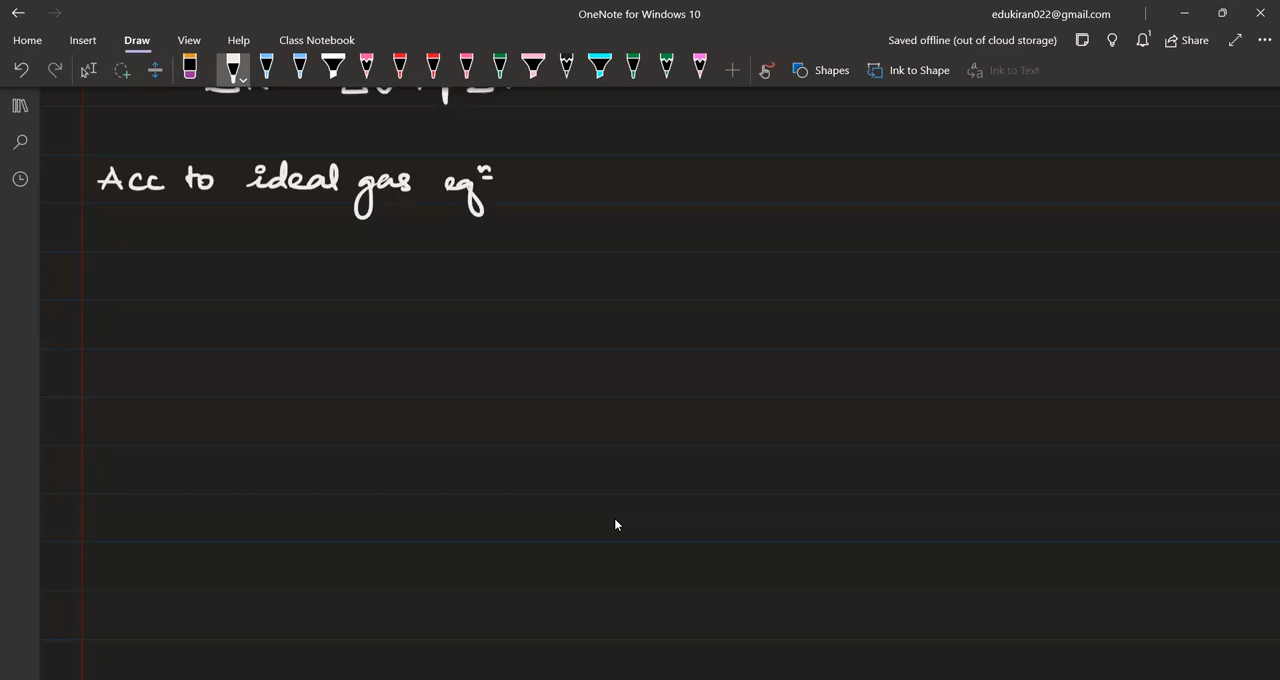 OneNote for Windows 10
edukiran022@gmail.com
Home Insert Draw View Help Class Notebook
Saved offline (out of cloud storage)
1
Share
Shapes
Ink to Shape
Ink to Text
Acc to ideal gas eqⁿ